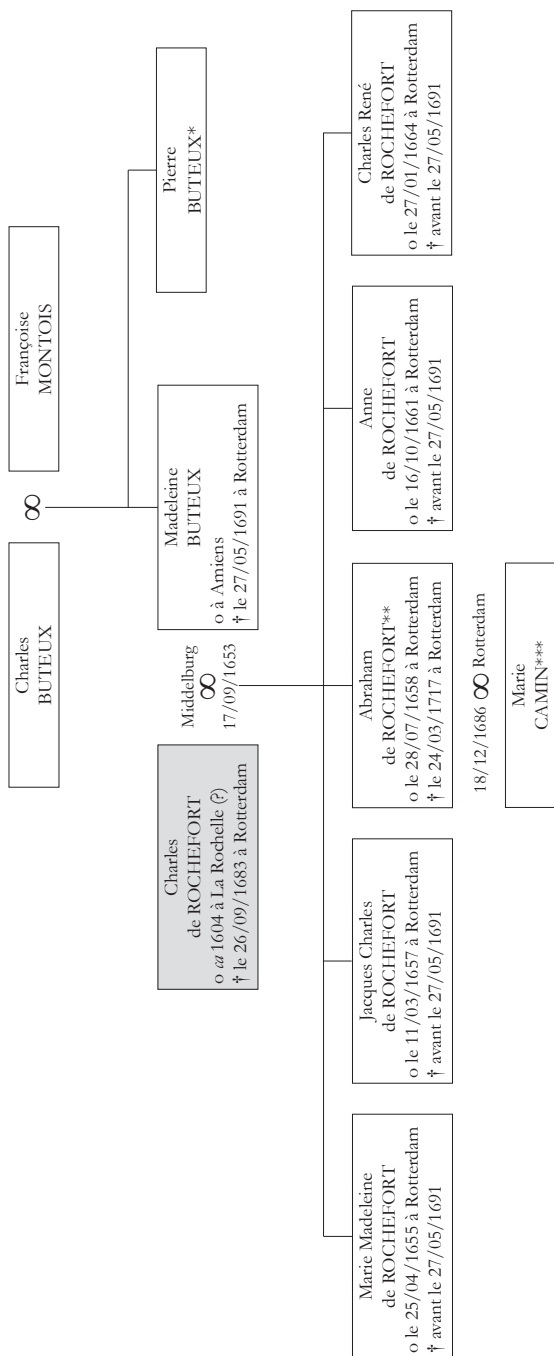 Charles
BUTEUX
∞
Françoise
MONTOIS
Charles
de ROCHEFORT
o ca 1604 à La Rochelle (?)
† le 26/09/1683 à Rotterdam
Middelburg
∞
17/09/1653
Madeleine
BUTEUX
o à Amiens
† le 27/05/1691 à Rotterdam
Pierre
BUTEUX*
Marie Madeleine
de ROCHEFORT
o le 25/04/1655 à Rotterdam
† avant le 27/05/1691
Jacques Charles
de ROCHEFORT
o le 11/03/1657 à Rotterdam
† avant le 27/05/1691
Abraham
de ROCHEFORT**
o le 28/07/1658 à Rotterdam
† le 24/03/1717 à Rotterdam
18/12/1686 ∞ Rotterdam
Marie
CAMIN***
Anne
de ROCHEFORT
o le 16/10/1661 à Rotterdam
† avant le 27/05/1691
Charles René
de ROCHEFORT
o le 27/01/1664 à Rotterdam
† avant le 27/05/1691